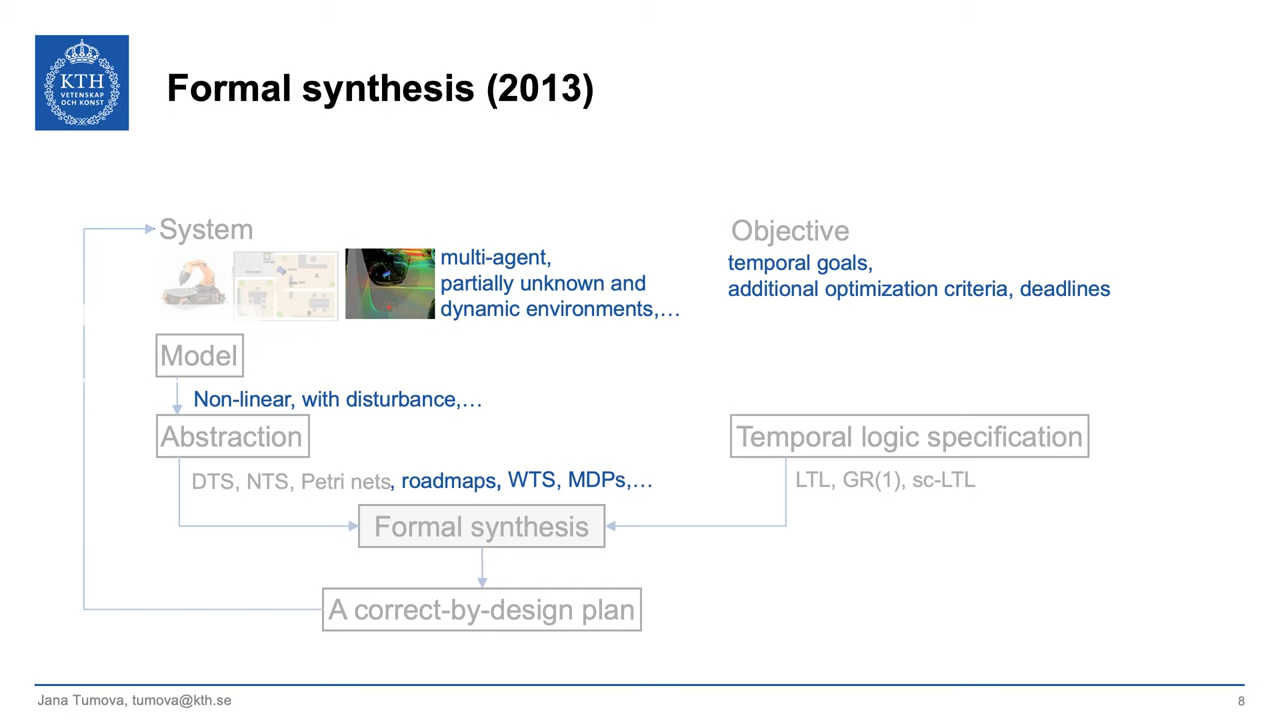 KTH
VETENSKAP
OCH KONST
Formal synthesis (2013)
System
multi-agent,
partially unknown and
dynamic environments,…
Objective
temporal goals,
additional optimization criteria, deadlines
Model
Non-linear, with disturbance,…
Abstraction
Temporal logic specification
DTS, NTS, Petri nets, roadmaps, WTS, MDPs,…
LTL, GR(1), sc-LTL
Formal synthesis
A correct-by-design plan
Jana Tumova, tumova@kth.se
8